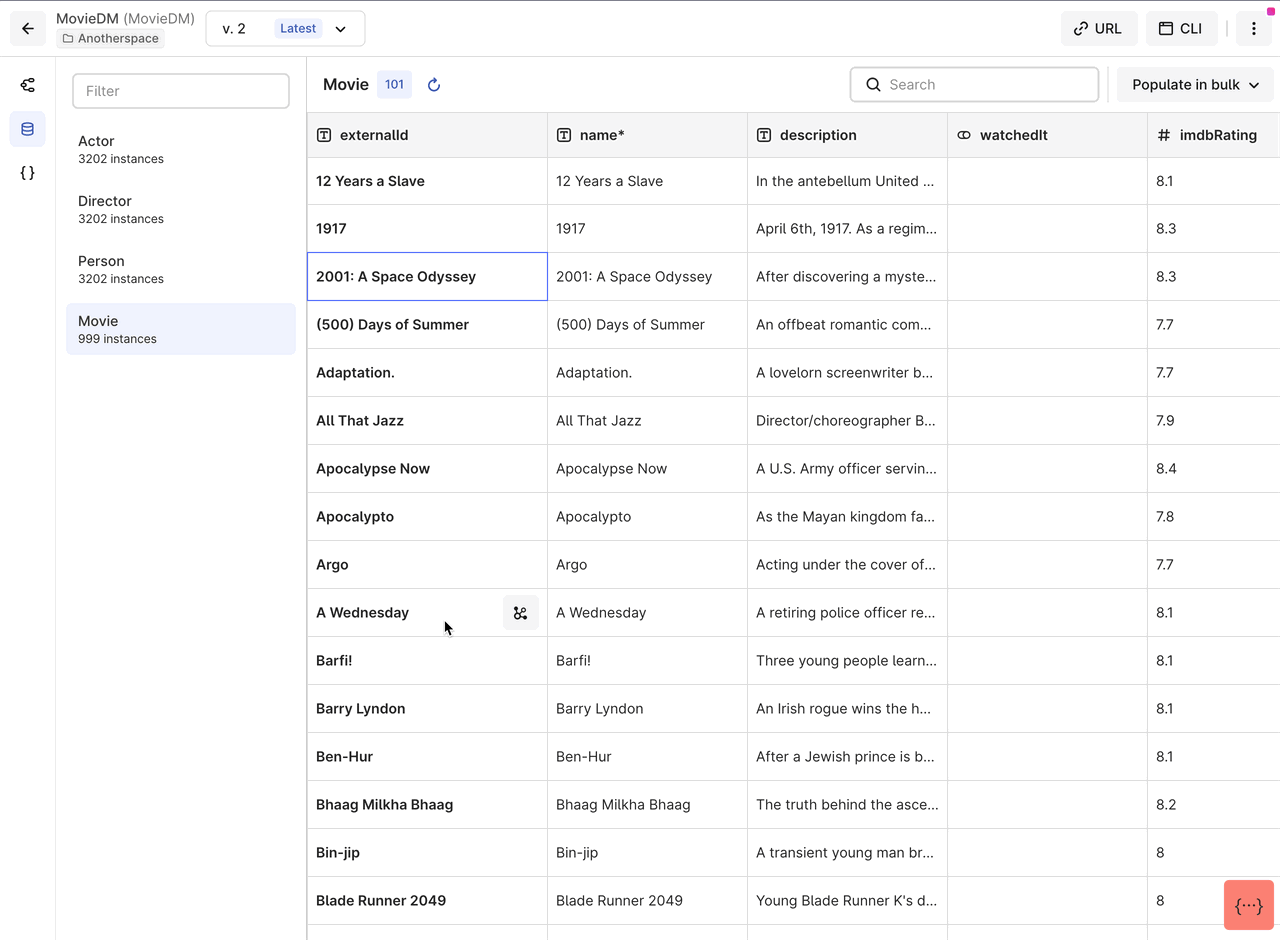 MovieDM (MovieDM)
Anotherspace
v. 2 Latest
URL
CLI
Filter
Actor
3202 instances
Director
3202 instances
Person
3202 instances
Movie
999 instances
Movie 101
Search
Populate in bulk
externalId name* description watchedIt # imdbRating
12 Years a Slave 12 Years a Slave In the antebellum United ... 8.1
1917 1917 April 6th, 1917. As a regim... 8.3
2001: A Space Odyssey 2001: A Space Odyssey After discovering a myste... 8.3
(500) Days of Summer (500) Days of Summer An offbeat romantic com... 7.7
Adaptation. Adaptation. A lovelorn screenwriter b... 7.7
All That Jazz All That Jazz Director/choreographer B... 7.9
Apocalypse Now Apocalypse Now A U.S. Army officer servin... 8.4
Apocalypto Apocalypto As the Mayan kingdom fa... 7.8
Argo Argo Acting under the cover of... 7.7
A Wednesday A Wednesday A retiring police officer re... 8.1
Barfi! Barfi! Three young people learn... 8.1
Barry Lyndon Barry Lyndon An Irish rogue wins the h... 8.1
Ben-Hur Ben-Hur After a Jewish prince is b... 8.1
Bhaag Milkha Bhaag Bhaag Milkha Bhaag The truth behind the asce... 8.2
Bin-jip Bin-jip A transient young man br... 8
Blade Runner 2049 Blade Runner 2049 Young Blade Runner K's d... 8
{···}